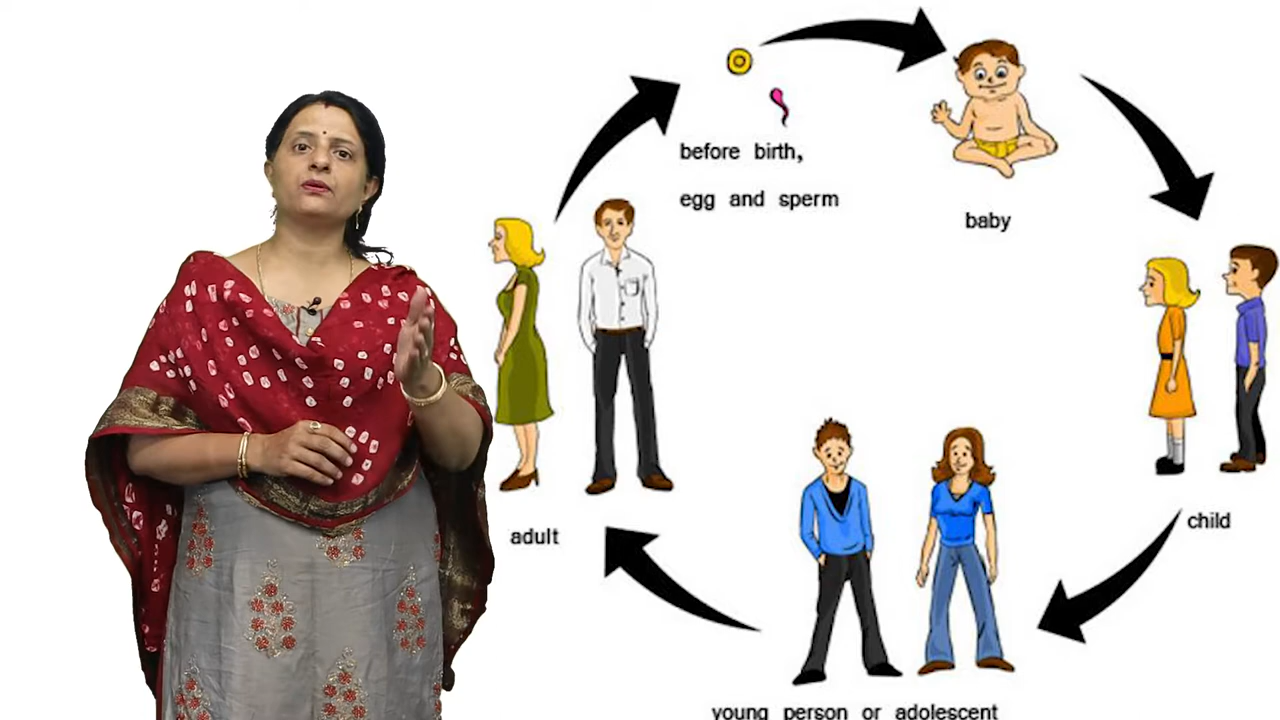 before birth,
egg and sperm
baby
child
young person or adolescent
adult